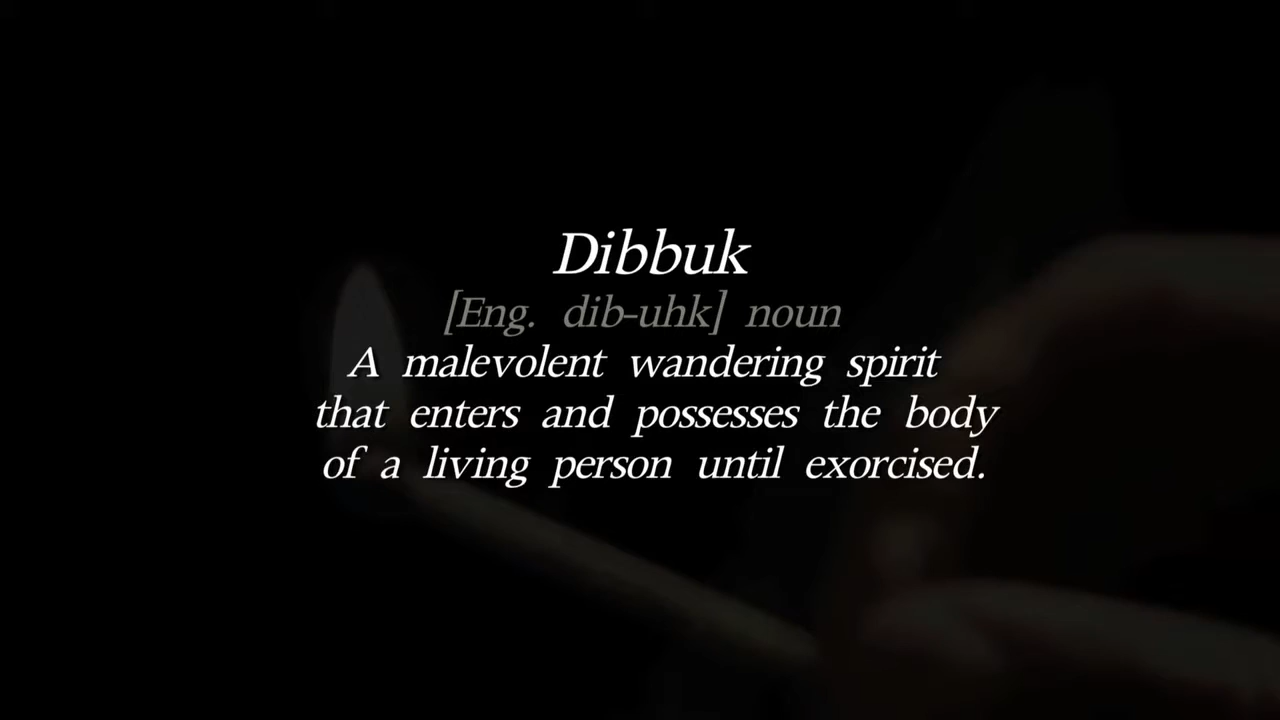 Dibbuk
[Eng. dib-uhk] noun
A malevolent wandering spirit
that enters and possesses the body
of a living person until exorcised.